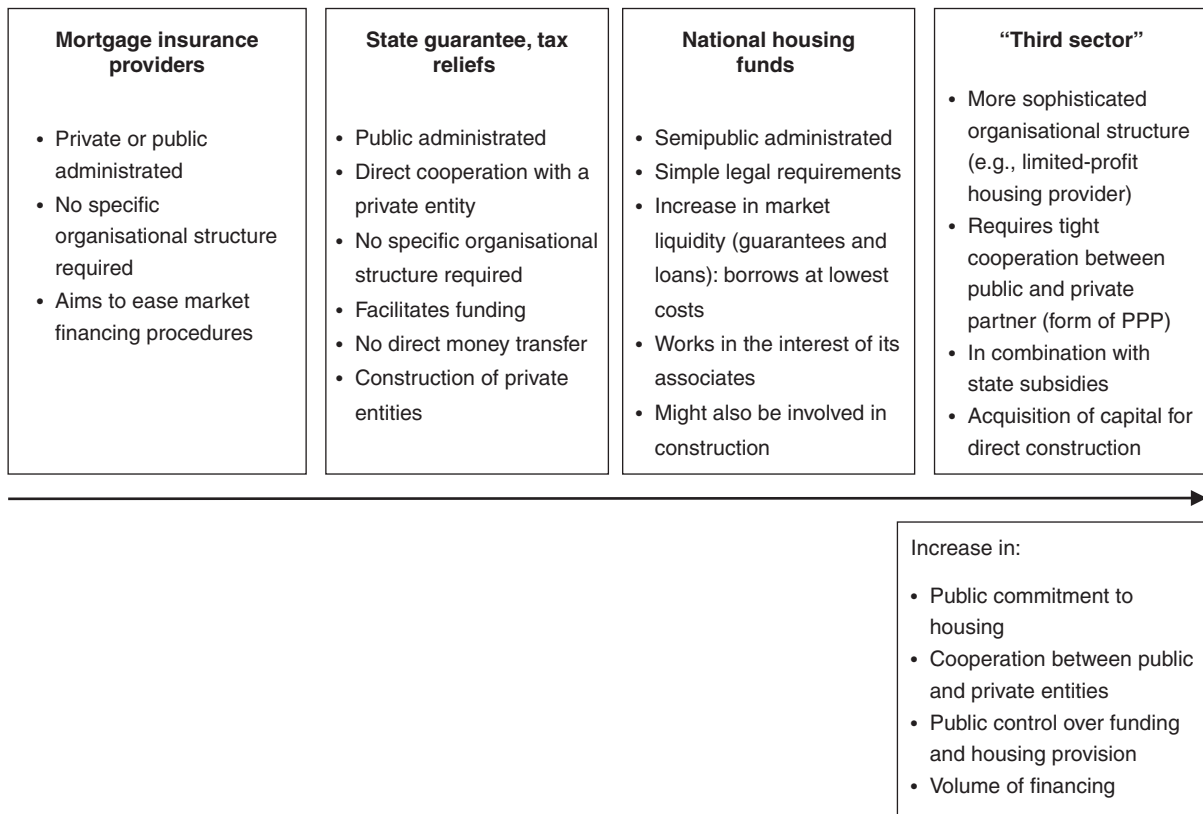 Mortgage insurance
providers
• Private or public
administrated
• No specific
organisational structure
required
• Aims to ease market
financing procedures
State guarantee, tax
reliefs
• Public administrated
• Direct cooperation with a
private entity
• No specific organisational
structure required
• Facilitates funding
• No direct money transfer
• Construction of private
entities
National housing
funds
• Semipublic administrated
• Simple legal requirements
• Increase in market
liquidity (guarantees and
loans): borrows at lowest
costs
• Works in the interest of its
associates
• Might also be involved in
construction
“Third sector”
• More sophisticated
organisational structure
(e.g., limited-profit
housing provider)
• Requires tight
cooperation between
public and private
partner (form of PPP)
• In combination with
state subsidies
• Acquisition of capital for
direct construction
Increase in:
• Public commitment to
housing
• Cooperation between public
and private entities
• Public control over funding
and housing provision
• Volume of financing